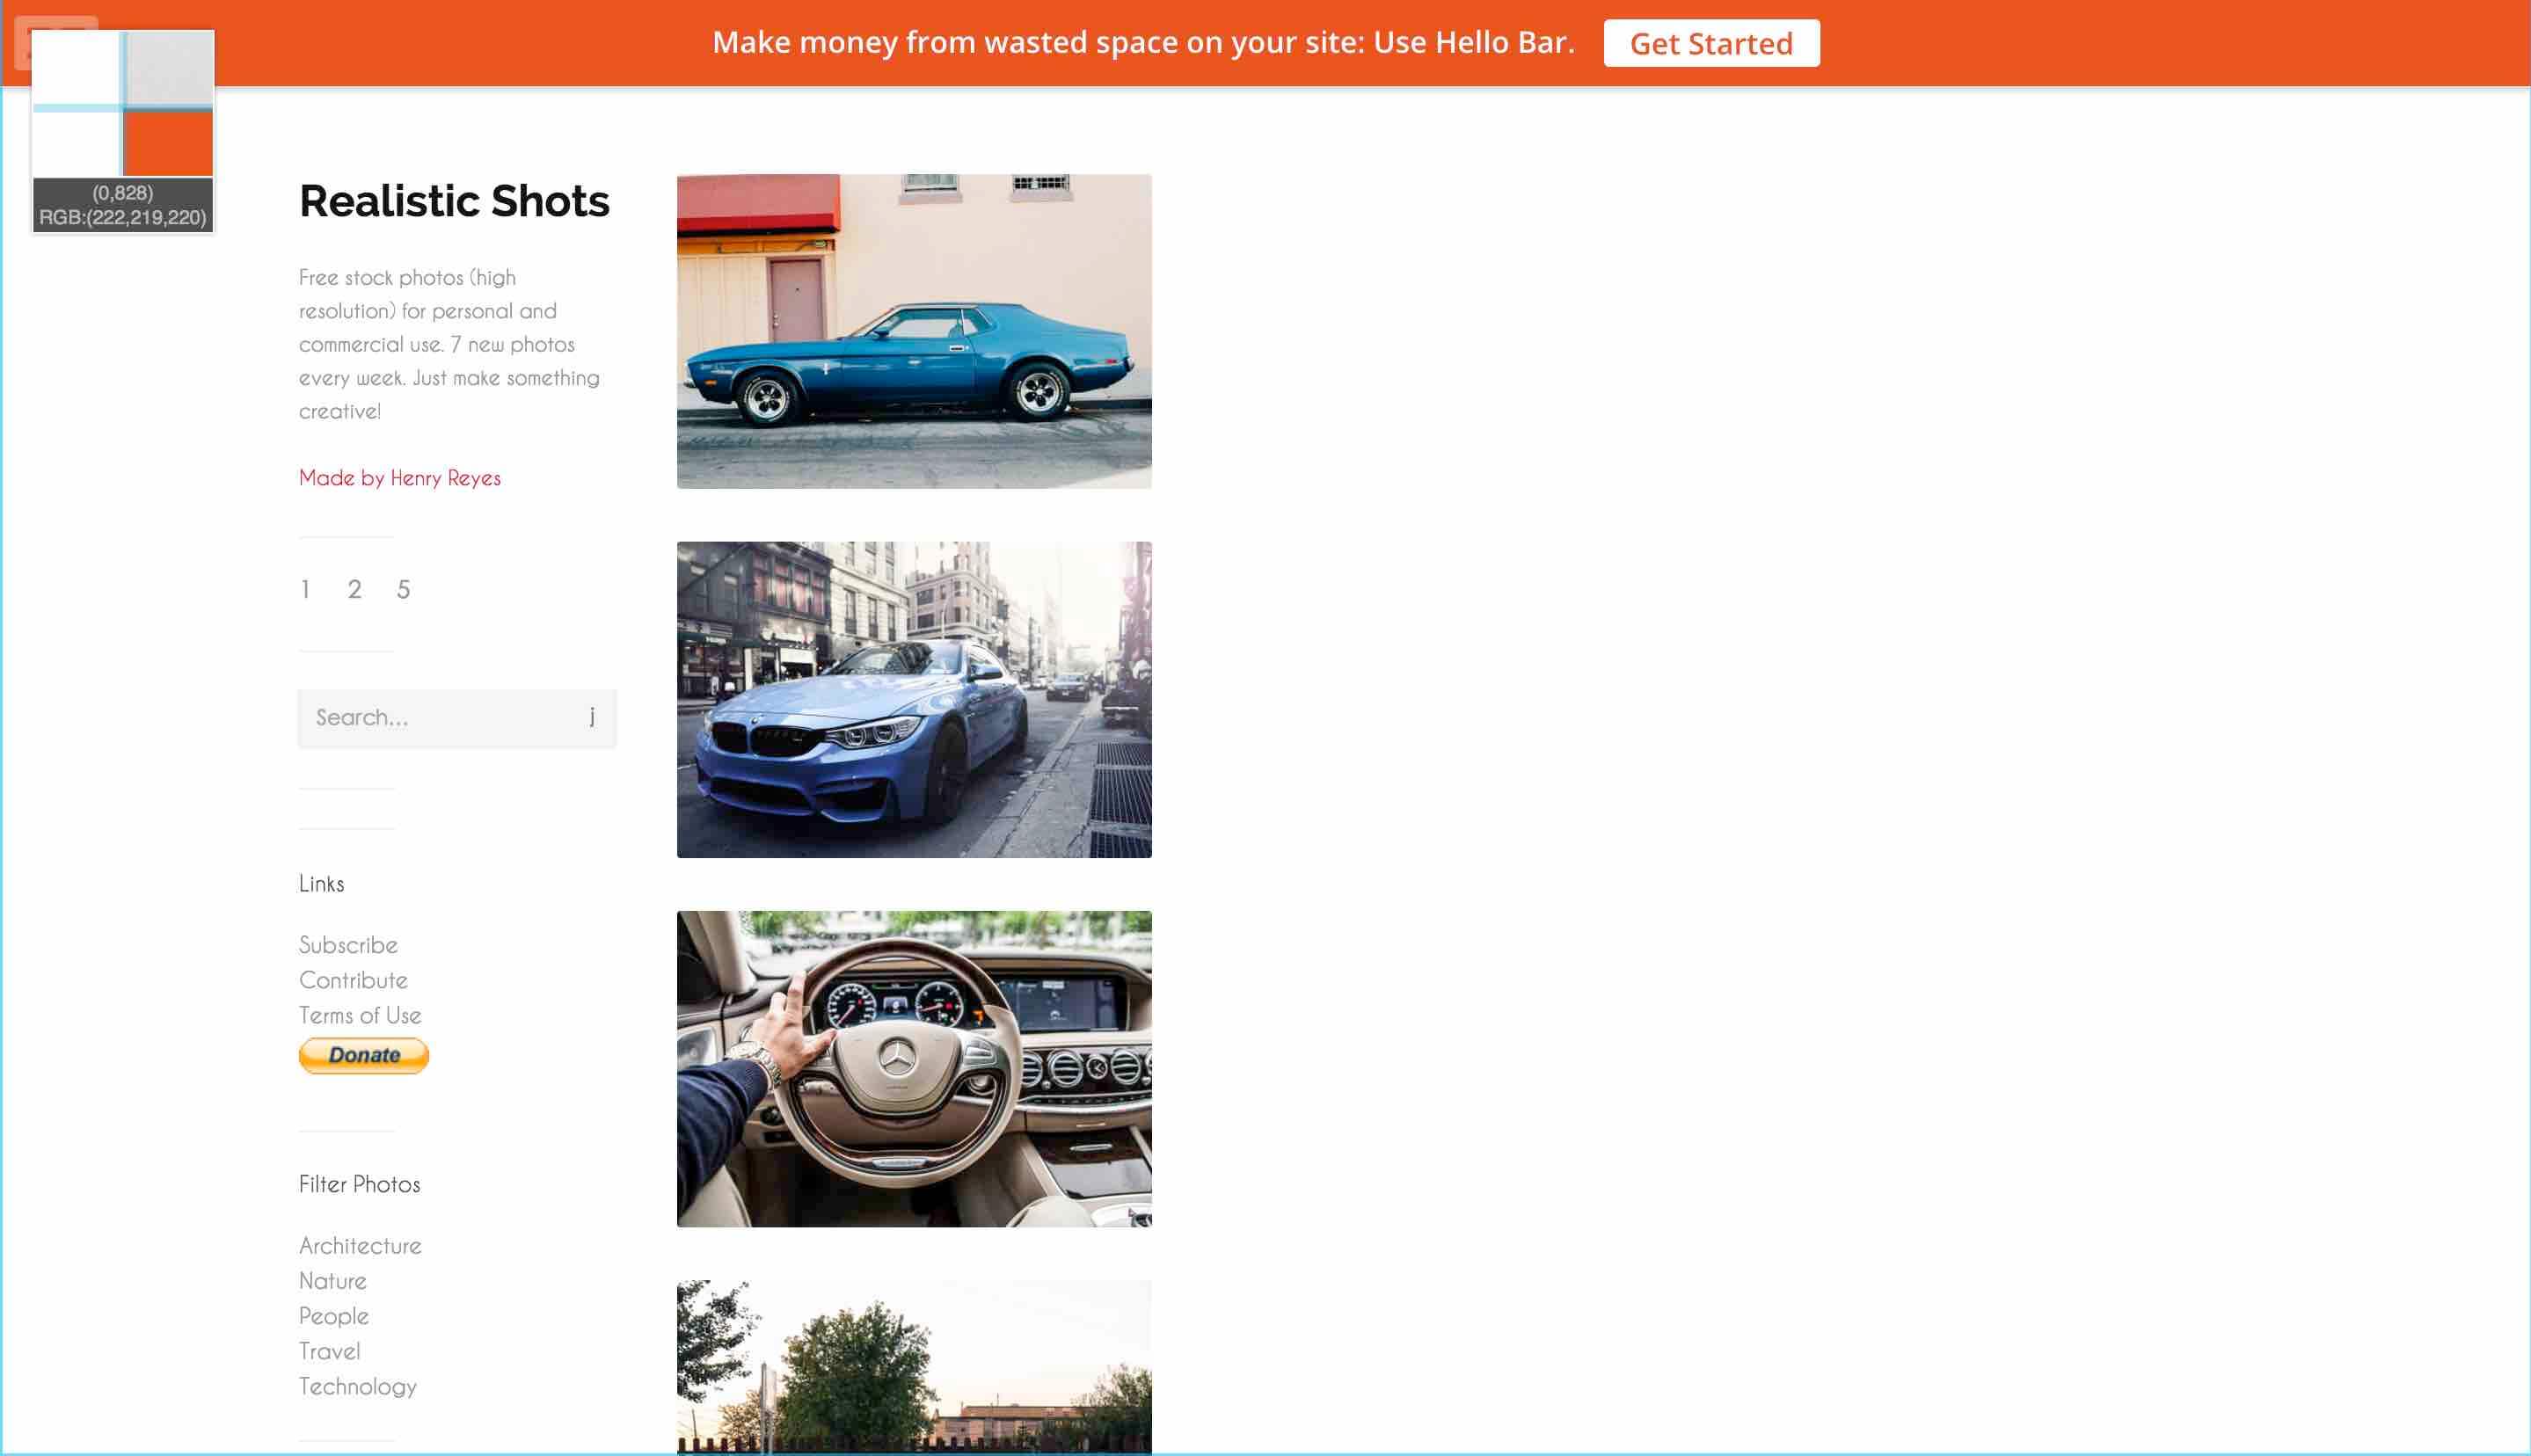 Make money from wasted space on your site: Use Hello Bar.
Get Started
(0,828)
RGB:(222,219,220)
Realistic Shots
Free stock photos (high
resolution) for personal and
commercial use. 7 new photos
every week. Just make something
creative!
Made by Henry Reyes
1 2 5
Search...
j
Links
Subscribe
Contribute
Terms of Use
Donate
Filter Photos
Architecture
Nature
People
Travel
Technology